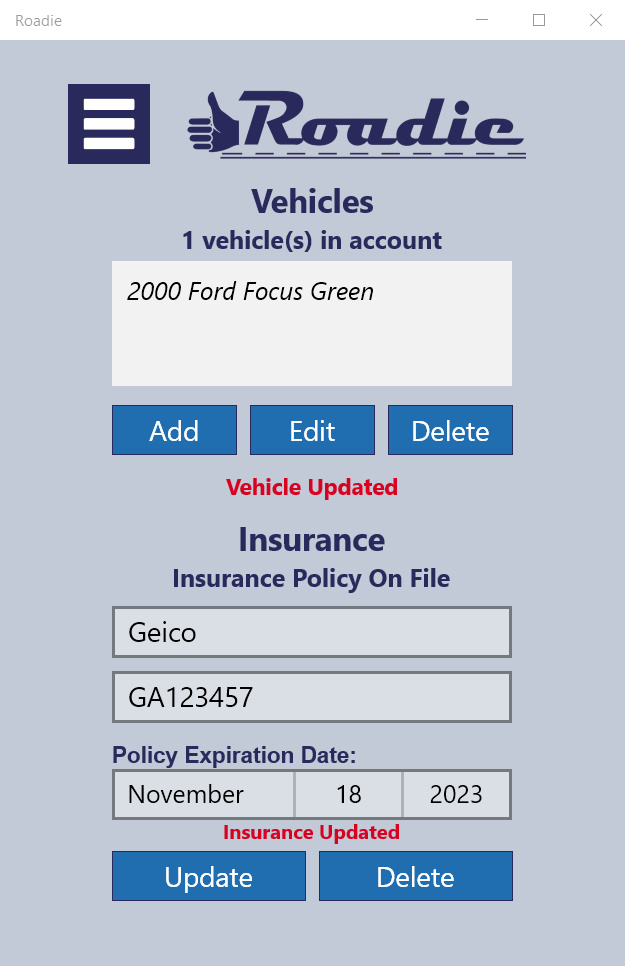 Roadie
Roadie
Vehicles
1 vehicle(s) in account
2000 Ford Focus Green
Add Edit Delete
Vehicle Updated
Insurance
Insurance Policy On File
Geico
GA123457
Policy Expiration Date:
November 18 2023
Insurance Updated
Update Delete